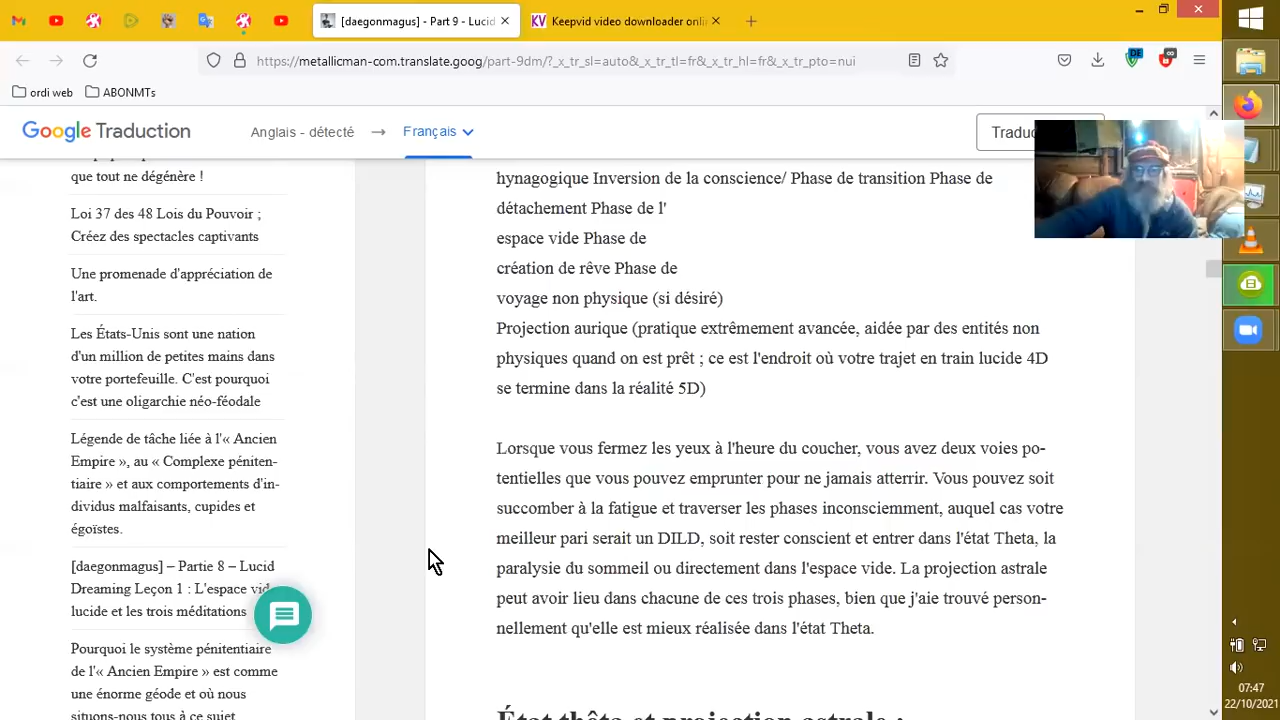 [daegonmagus] - Part 9 - Lucid
Keepvid video downloader onli
https://metallicman-com.translate.goog/part-9dm/?_x_tr_sl=auto&_x_tr_tl=fr&_x_tr_hl=fr&_x_tr_pto=nui
ordi web
ABONMTs
Google Traduction
Anglais - détecté
Français
que tout ne dégénère !
Loi 37 des 48 Lois du Pouvoir ;
Créez des spectacles captivants
Une promenade d'appréciation de
l'art.
Les États-Unis sont une nation
d'un million de petites mains dans
votre portefeuille. C'est pourquoi
c'est une oligarchie néo-féodale
Légende de tâche liée à l'« Ancien
Empire », au « Complexe péniten-
tiaire » et aux comportements d'in-
dividus malfaisants, cupides et
égoïstes.
[daegonmagus] – Partie 8 – Lucid
Dreaming Leçon 1 : L'espace vid
lucide et les trois méditations
Pourquoi le système pénitentiaire
de l'« Ancien Empire » est comme
une énorme géode et où nous
situons-nous tous à ce sujet
hynagogique Inversion de la conscience/ Phase de transition Phase de
détachement Phase de l'
espace vide Phase de
création de rêve Phase de
voyage non physique (si désiré)
Projection aurique (pratique extrêmement avancée, aidée par des entités non
physiques quand on est prêt ; ce est l'endroit où votre trajet en train lucide 4D
se termine dans la réalité 5D)
Lorsque vous fermez les yeux à l'heure du coucher, vous avez deux voies po-
tentielles que vous pouvez emprunter pour ne jamais atterrir. Vous pouvez soit
succomber à la fatigue et traverser les phases inconsciemment, auquel cas votre
meilleur pari serait un DILD, soit rester conscient et entrer dans l'état Theta, la
paralysie du sommeil ou directement dans l'espace vide. La projection astrale
peut avoir lieu dans chacune de ces trois phases, bien que j'aie trouvé person-
nellement qu'elle est mieux réalisée dans l'état Theta.
État thêta et projection astrale :
DE
07:47
22/10/2021